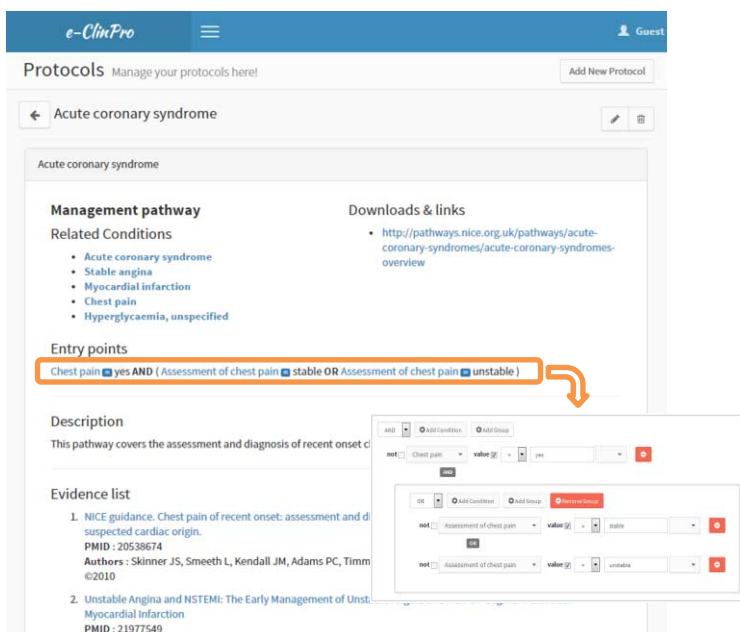 e-ClinPro
Guest
Protocols Manage your protocols here!
Add New Protocol
Acute coronary syndrome
Acute coronary syndrome
Management pathway
Related Conditions
• Acute coronary syndrome
• Stable angina
• Myocardial infarction
• Chest pain
• Hyperglycaemia, unspecified
Downloads & links
• http://pathways.nice.org.uk/pathways/acute-
coronary-syndromes/acute-coronary-syndromes-
overview
Entry points
Chest pain = yes AND ( Assessment of chest pain = stable OR Assessment of chest pain = unstable )
Description
This pathway covers the assessment and diagnosis of recent onset c
Evidence list
1. NICE guidance. Chest pain of recent onset: assessment and d
suspected cardiac origin.
PMID : 20538674
Authors : Skinner JS, Smeeth L, Kendall JM, Adams PC, Timm
©2010
2. Unstable Angina and NSTEMI: The Early Management of Unst
Myocardial Infarction
PMID : 21977549
AND Add Condition Add Group
not Chest pain value = yes
AND
OR Add Condition Add Group Remove Group
not Assessment of chest pain value = stable
OR
not Assessment of chest pain value = unstable